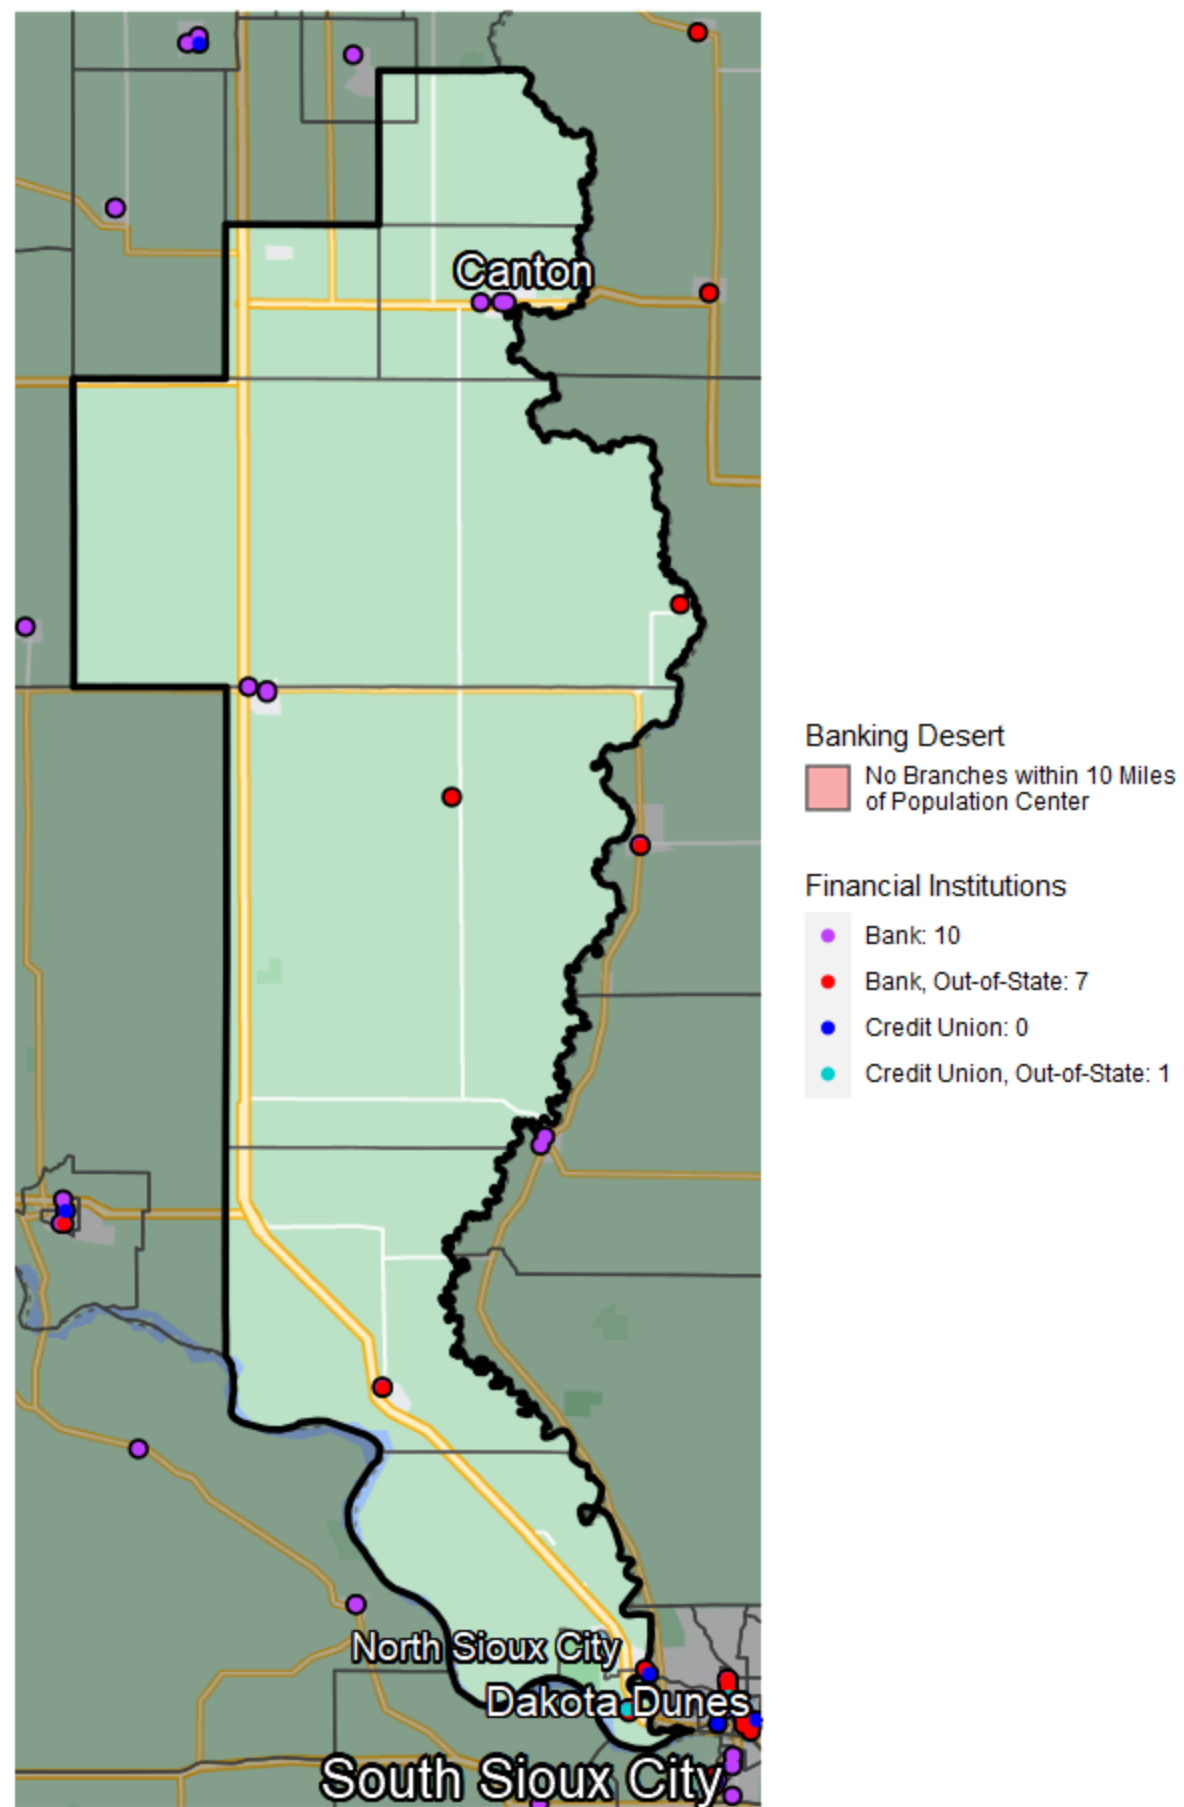 Canton
Banking Desert
No Branches within 10 Miles
of Population Center
Financial Institutions
Bank: 10
Bank, Out-of-State: 7
Credit Union: 0
Credit Union, Out-of-State: 1
North Sioux City
Dakota Dunes
South Sioux City